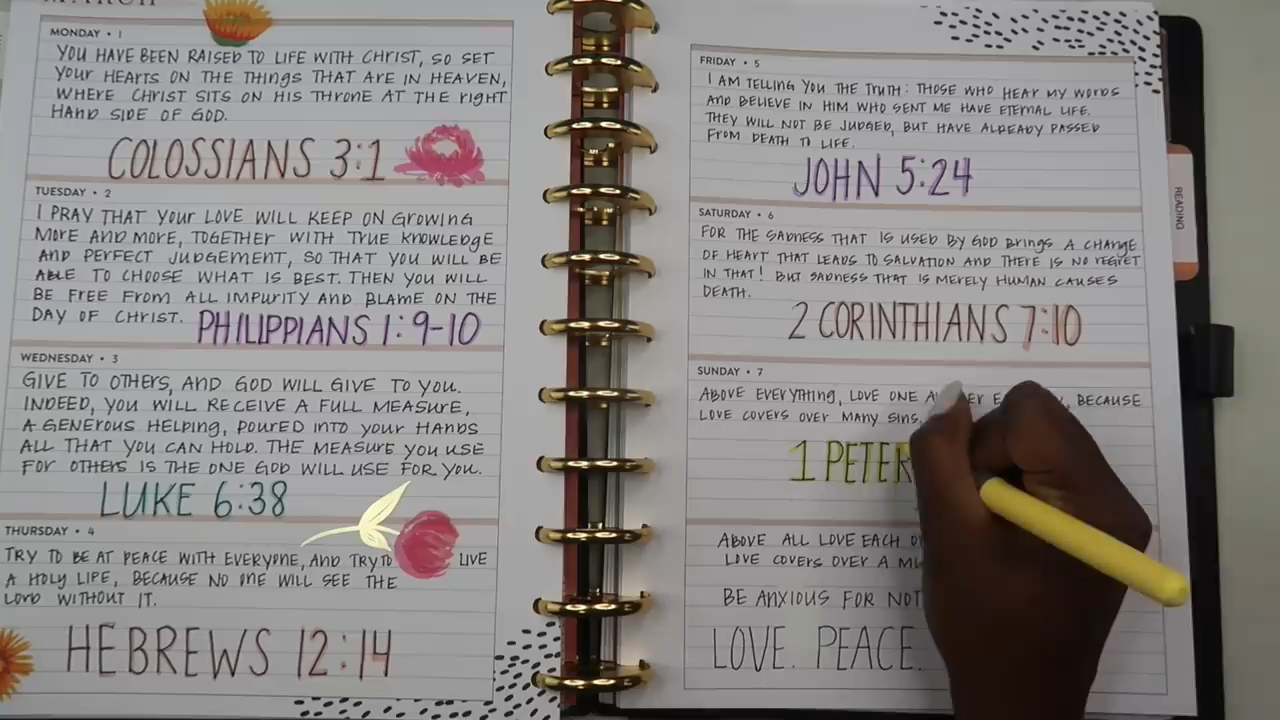 MARCH
MONDAY • 1
YOU HAVE BEEN RAISED TO LIFE WITH CHRIST, SO SET
YOUR HEARTS ON THE THINGS THAT ARE IN HEAVEN,
WHERE CHRIST SITS ON HIS THRONE AT THE RIGHT
HAND SIDE OF GOD.
COLOSSIANS 3:1
TUESDAY • 2
I PRAY THAT YOUR LOVE WILL KEEP ON GROWING
MORE AND MORE, TOGETHER WITH TRUE KNOWLEDGE
AND PERFECT JUDGEMENT, SO THAT YOU WILL BE
ABLE TO CHOOSE WHAT IS BEST. THEN YOU WILL
BE FREE FROM ALL IMPURITY AND BLAME ON THE
DAY OF CHRIST.
PHILIPPIANS 1:9-10
WEDNESDAY • 3
GIVE TO OTHERS, AND GOD WILL GIVE TO YOU.
INDEED, YOU WILL RECEIVE A FULL MEASURE,
A GENEROUS HELPING, POURED INTO YOUR HANDS
ALL THAT YOU CAN HOLD. THE MEASURE YOU USE
FOR OTHERS IS THE ONE GOD WILL USE FOR YOU.
LUKE 6:38
THURSDAY • 4
TRY TO BE AT PEACE WITH EVERYONE, AND TRY TO LIVE
A HOLY LIFE, BECAUSE NO ONE WILL SEE THE
LORD WITHOUT IT.
HEBREWS 12:14
FRIDAY • 5
I AM TELLING YOU THE TRUTH: THOSE WHO HEAR MY WORDS
AND BELIEVE IN HIM WHO SENT ME HAVE ETERNAL LIFE.
THEY WILL NOT BE JUDGED, BUT HAVE ALREADY PASSED
FROM DEATH TO LIFE.
JOHN 5:24
SATURDAY • 6
FOR THE SADNESS THAT IS USED BY GOD BRINGS A CHANGE
OF HEART THAT LEADS TO SALVATION AND THERE IS NO REGRET
IN THAT! BUT SADNESS THAT IS MERELY HUMAN CAUSES
DEATH.
2 CORINTHIANS 7:10
SUNDAY • 7
ABOVE EVERYTHING, LOVE ONE BECAUSE
LOVE COVERS OVER MANY SINS.
1 PETER
ABOVE ALL LOVE EACH
LOVE COVERS OVER A
BE ANXIOUS FOR
LOVE. PEACE.
READING